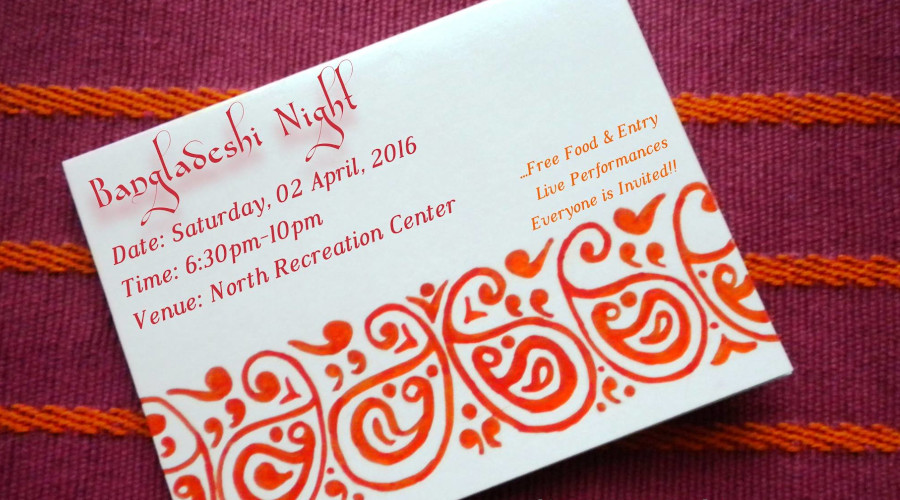 Bangladeshi Night
Date: Saturday, 02 April, 2016
Time: 6:30pm-10pm
Venue: North Recreation Center
...Free Food & Entry
Live Performances
Everyone is Invited!!